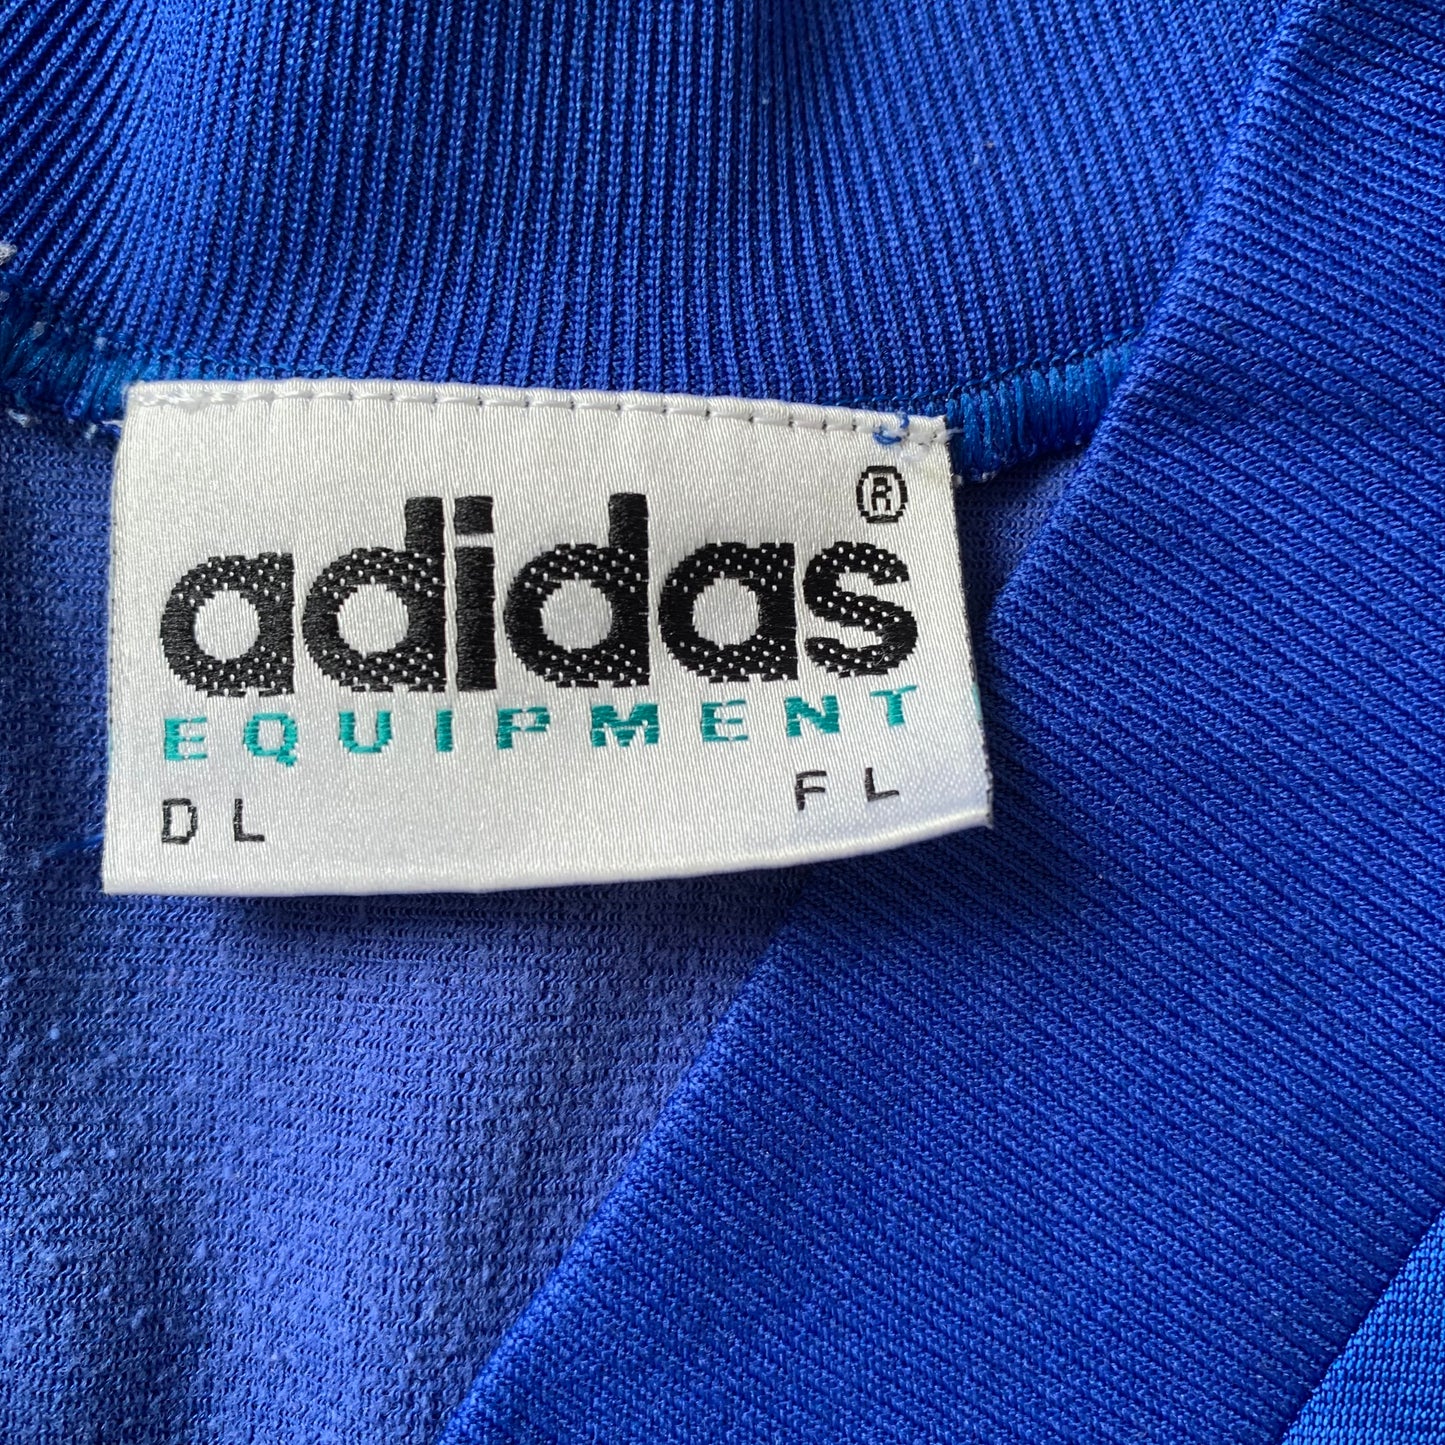 adidas®
EQUIPMENT
DL FL